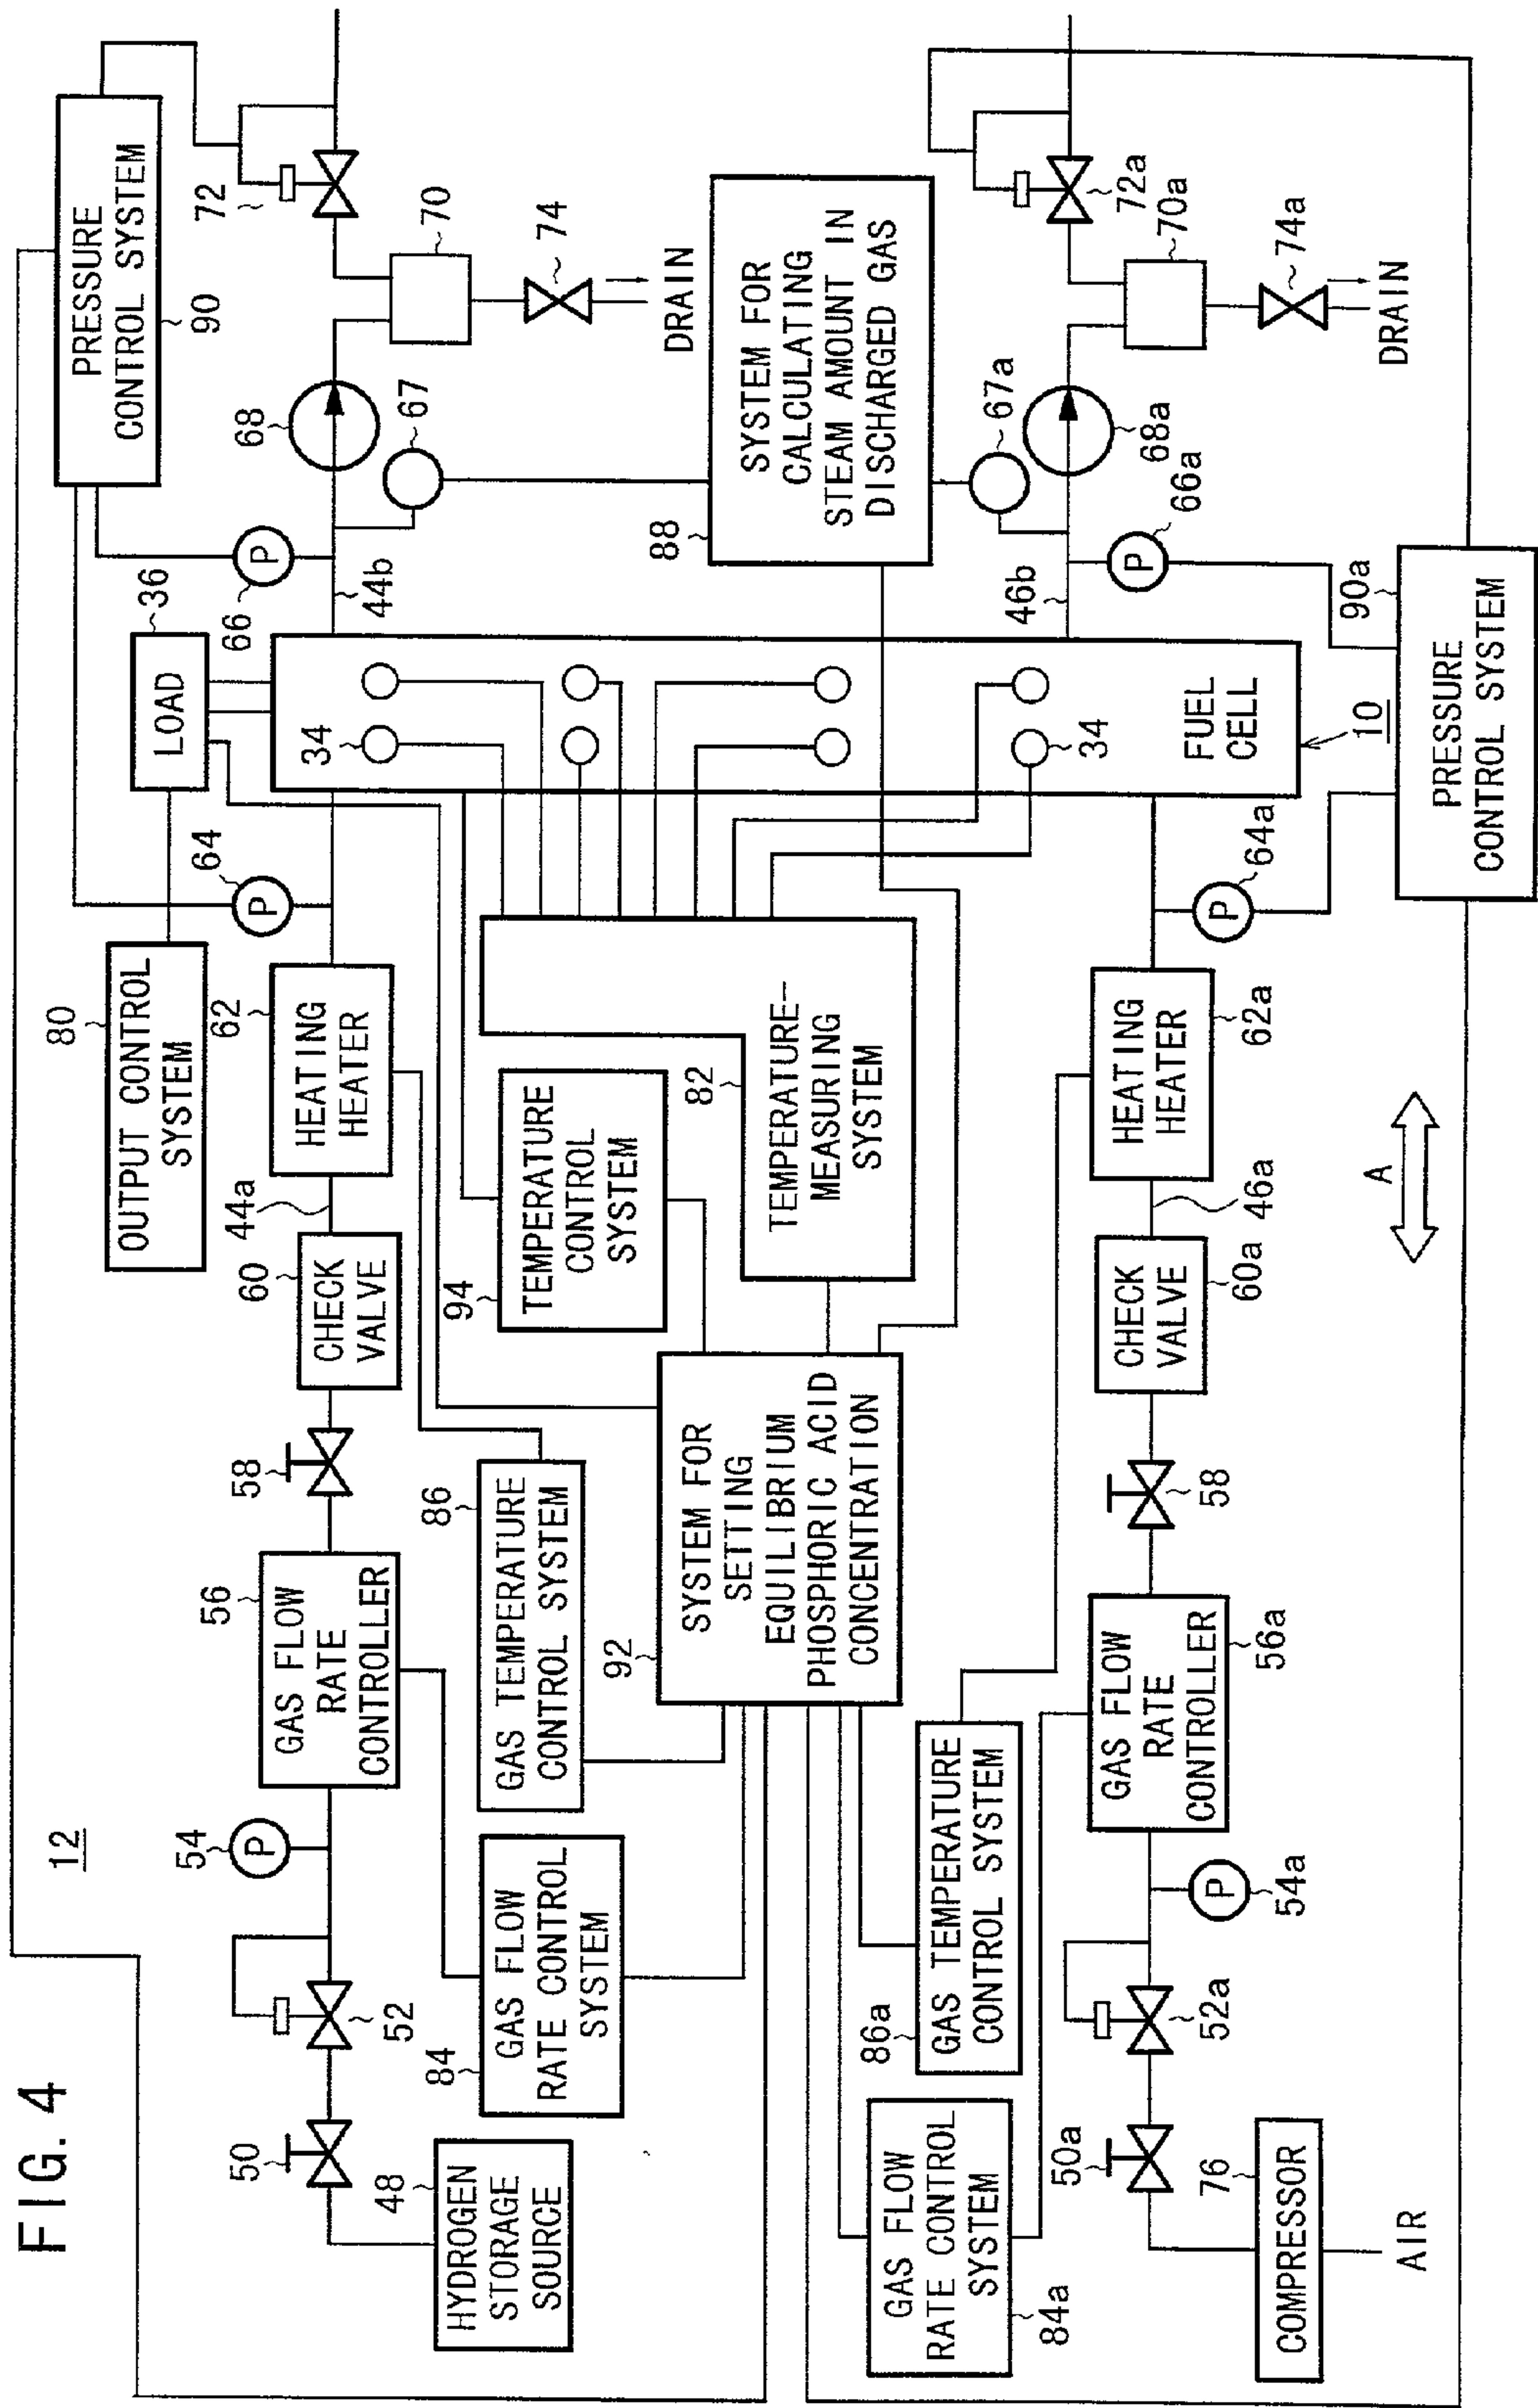 FIG. 4
12
PRESSURE
CONTROL SYSTEM
90
80
OUTPUT CONTROL
SYSTEM
LOAD
36
54
P
56
GAS FLOW
RATE
CONTROLLER
58
60
CHECK
VALVE
44a
62
HEATING
HEATER
64
P
66
P
44b
68
67
70
72
74
DRAIN
50
52
48
HYDROGEN
STORAGE
SOURCE
84
GAS FLOW
RATE CONTROL
SYSTEM
86
GAS TEMPERATURE
CONTROL SYSTEM
94
TEMPERATURE
CONTROL
SYSTEM
82
TEMPERATURE-
MEASURING
SYSTEM
34
34
FUEL
CELL
10
88
SYSTEM FOR
CALCULATING
STEAM AMOUNT IN
DISCHARGED GAS
92
SYSTEM FOR
SETTING
EQUILIBRIUM
PHOSPHORIC ACID
CONCENTRATION
84a
GAS FLOW
RATE CONTROL
SYSTEM
86a
GAS TEMPERATURE
CONTROL SYSTEM
46b
67a
68a
66a
P
70a
72a
74a
DRAIN
AIR
76
COMPRESSOR
50a
52a
54a
P
56a
GAS FLOW
RATE
CONTROLLER
58
60a
CHECK
VALVE
46a
62a
HEATING
HEATER
64a
P
A
90a
PRESSURE
CONTROL SYSTEM